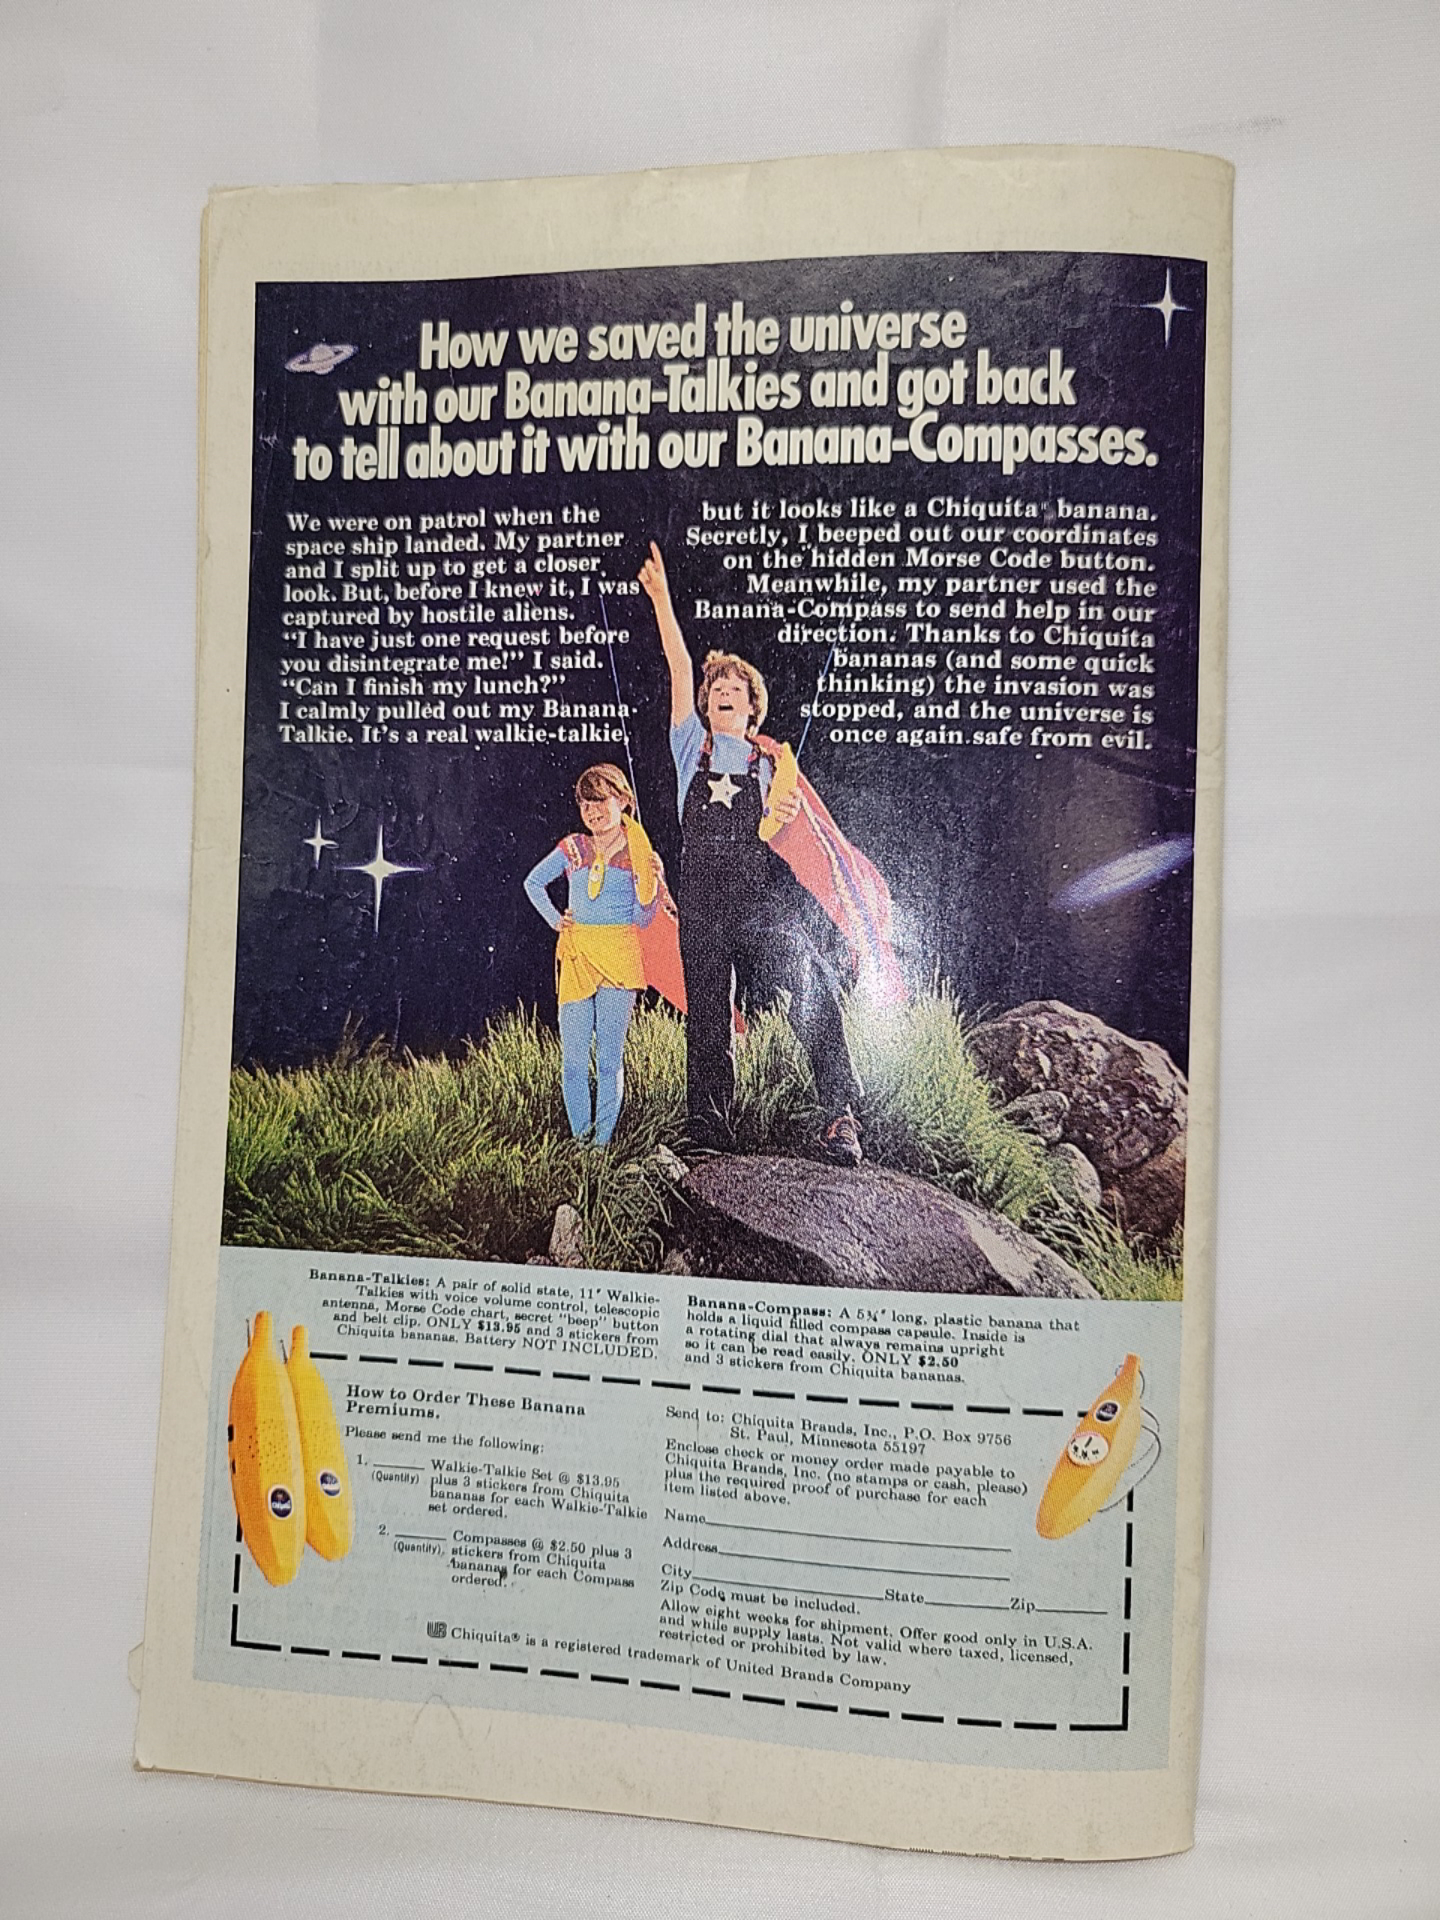 How we saved the universe
with our Banana-Talkies and got back
to tell about it with our Banana-Compasses.
We were on patrol when the
space ship landed. My partner
and I split up to get a closer
look. But, before I knew it, I was
captured by hostile aliens.
“I have just one request before
you disintegrate me!” I said.
“Can I finish my lunch?”
I calmly pulled out my Banana-
Talkie. It's a real walkie-talkie,
but it looks like a Chiquita® banana.
Secretly, I beeped out our coordinates
on the hidden Morse Code button.
Meanwhile, my partner used the
Banana-Compass to send help in our
direction. Thanks to Chiquita
bananas (and some quick
thinking) the invasion was
stopped, and the universe is
once again safe from evil.
Banana-Talkies: A pair of solid state, 11" Walkie-
Talkies with voice volume control, telescopic
antenna, Morse Code chart, secret "beep" button
and belt clip. ONLY $13.95 and 3 stickers from
Chiquita bananas. Battery NOT INCLUDED.
Banana-Compass: A 5¾" long, plastic banana that
holds a liquid filled compass capsule. Inside is
a rotating dial that always remains upright
so it can be read easily. ONLY $2.50
and 3 stickers from Chiquita bananas.
How to Order These Banana
Premiums.
Please send me the following:
1. ______ Walkie-Talkie Set @ $13.95
(Quantity) plus 3 stickers from Chiquita
bananas for each Walkie-Talkie
set ordered.
2. ______ Compasses @ $2.50 plus 3
(Quantity) stickers from Chiquita
bananas for each Compass
ordered.
Send to: Chiquita Brands, Inc., P.O. Box 9756
St. Paul, Minnesota 55197
Enclose check or money order made payable to
Chiquita Brands, Inc. (no stamps or cash, please)
plus the required proof of purchase for each
item listed above.
Name
Address
City State Zip
Zip Code must be included.
Allow eight weeks for shipment. Offer good only in U.S.A.
and while supply lasts. Not valid where taxed, licensed,
restricted or prohibited by law.
Chiquita® is a registered trademark of United Brands Company